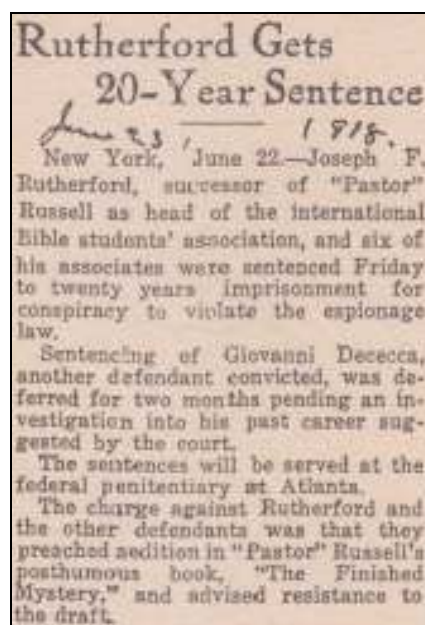 Rutherford Gets
20-Year Sentence
June 23, 1918.
New York, June 22.—Joseph F.
Rutherford, successor of "Pastor"
Russell as head of the international
Bible students' association, and six of
his associates were sentenced Friday
to twenty years imprisonment for
conspiracy to violate the espionage
law.
Sentencing of Giovanni Dececca,
another defendant convicted, was de-
ferred for two months pending an in-
vestigation into his past career sug-
gested by the court.
The sentences will be served at the
federal penitentiary at Atlanta.
The charge against Rutherford and
the other defendants was that they
preached sedition in "Pastor" Russell's
posthumous book, "The Finished
Mystery," and advised resistance to
the draft.